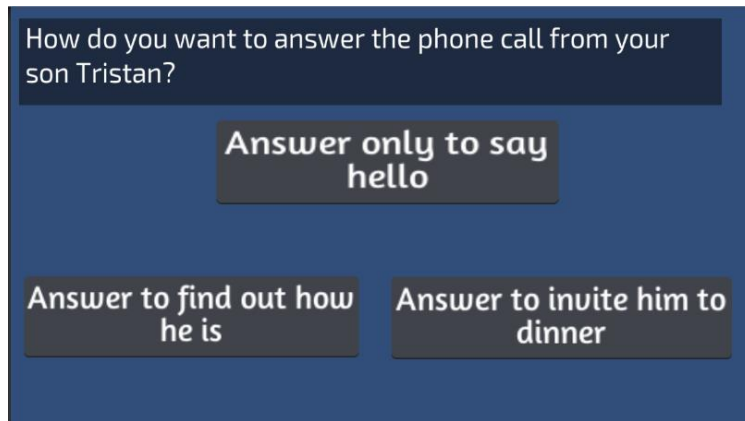 How do you want to answer the phone call from your
son Tristan?
Answer only to say
hello
Answer to find out how
he is
Answer to invite him to
dinner